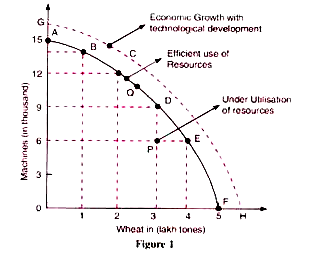 G
Economic Growth with
technological development
A
15
B
C
Efficient use of
Resources
12
Q
D
Under Utilisation
of resources
9
6
P
E
3
0
F
1 2 3 4 5 H
Machines (in thousand)
Wheat in (lakh tones)
Figure 1